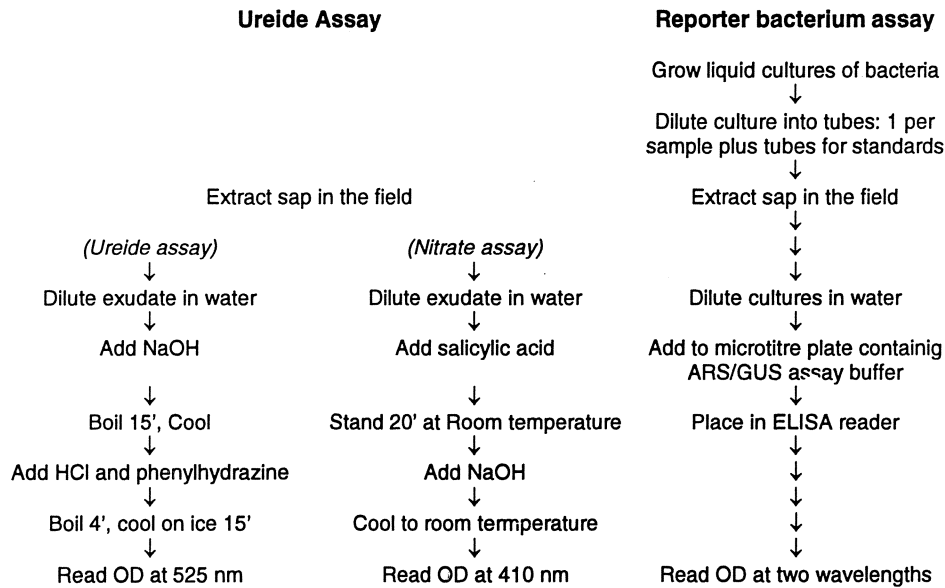 Ureide Assay
Reporter bacterium assay
Grow liquid cultures of bacteria
↓
Dilute culture into tubes: 1 per
sample plus tubes for standards
↓
Extract sap in the field
Extract sap in the field
↓
(Ureide assay)
(Nitrate assay)
↓
↓
↓
↓
Dilute exudate in water
Dilute exudate in water
Dilute cultures in water
↓
↓
↓
Add NaOH
Add salicylic acid
Add to microtitre plate containig
ARS/GUS assay buffer
↓
↓
↓
Boil 15', Cool
Stand 20' at Room temperature
Place in ELISA reader
↓
↓
↓
Add HCl and phenylhydrazine
Add NaOH
↓
↓
↓
↓
Boil 4', cool on ice 15'
Cool to room termperature
↓
↓
↓
↓
Read OD at 525 nm
Read OD at 410 nm
Read OD at two wavelengths